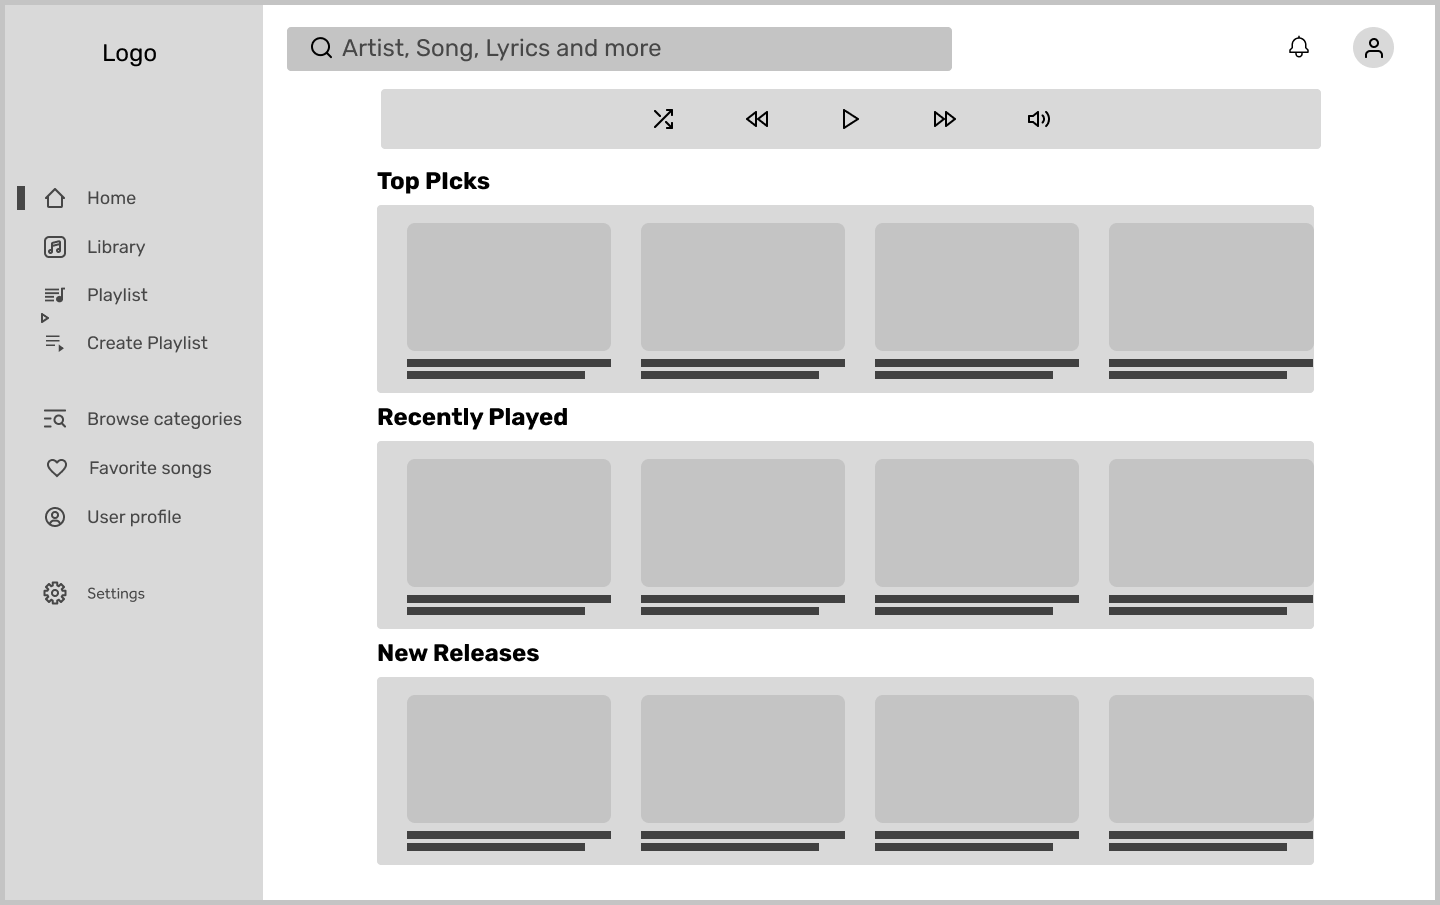 Logo
Artist, Song, Lyrics and more
Home
Library
Playlist
Create Playlist
Browse categories
Favorite songs
User profile
Settings
Top PIcks
Recently Played
New Releases